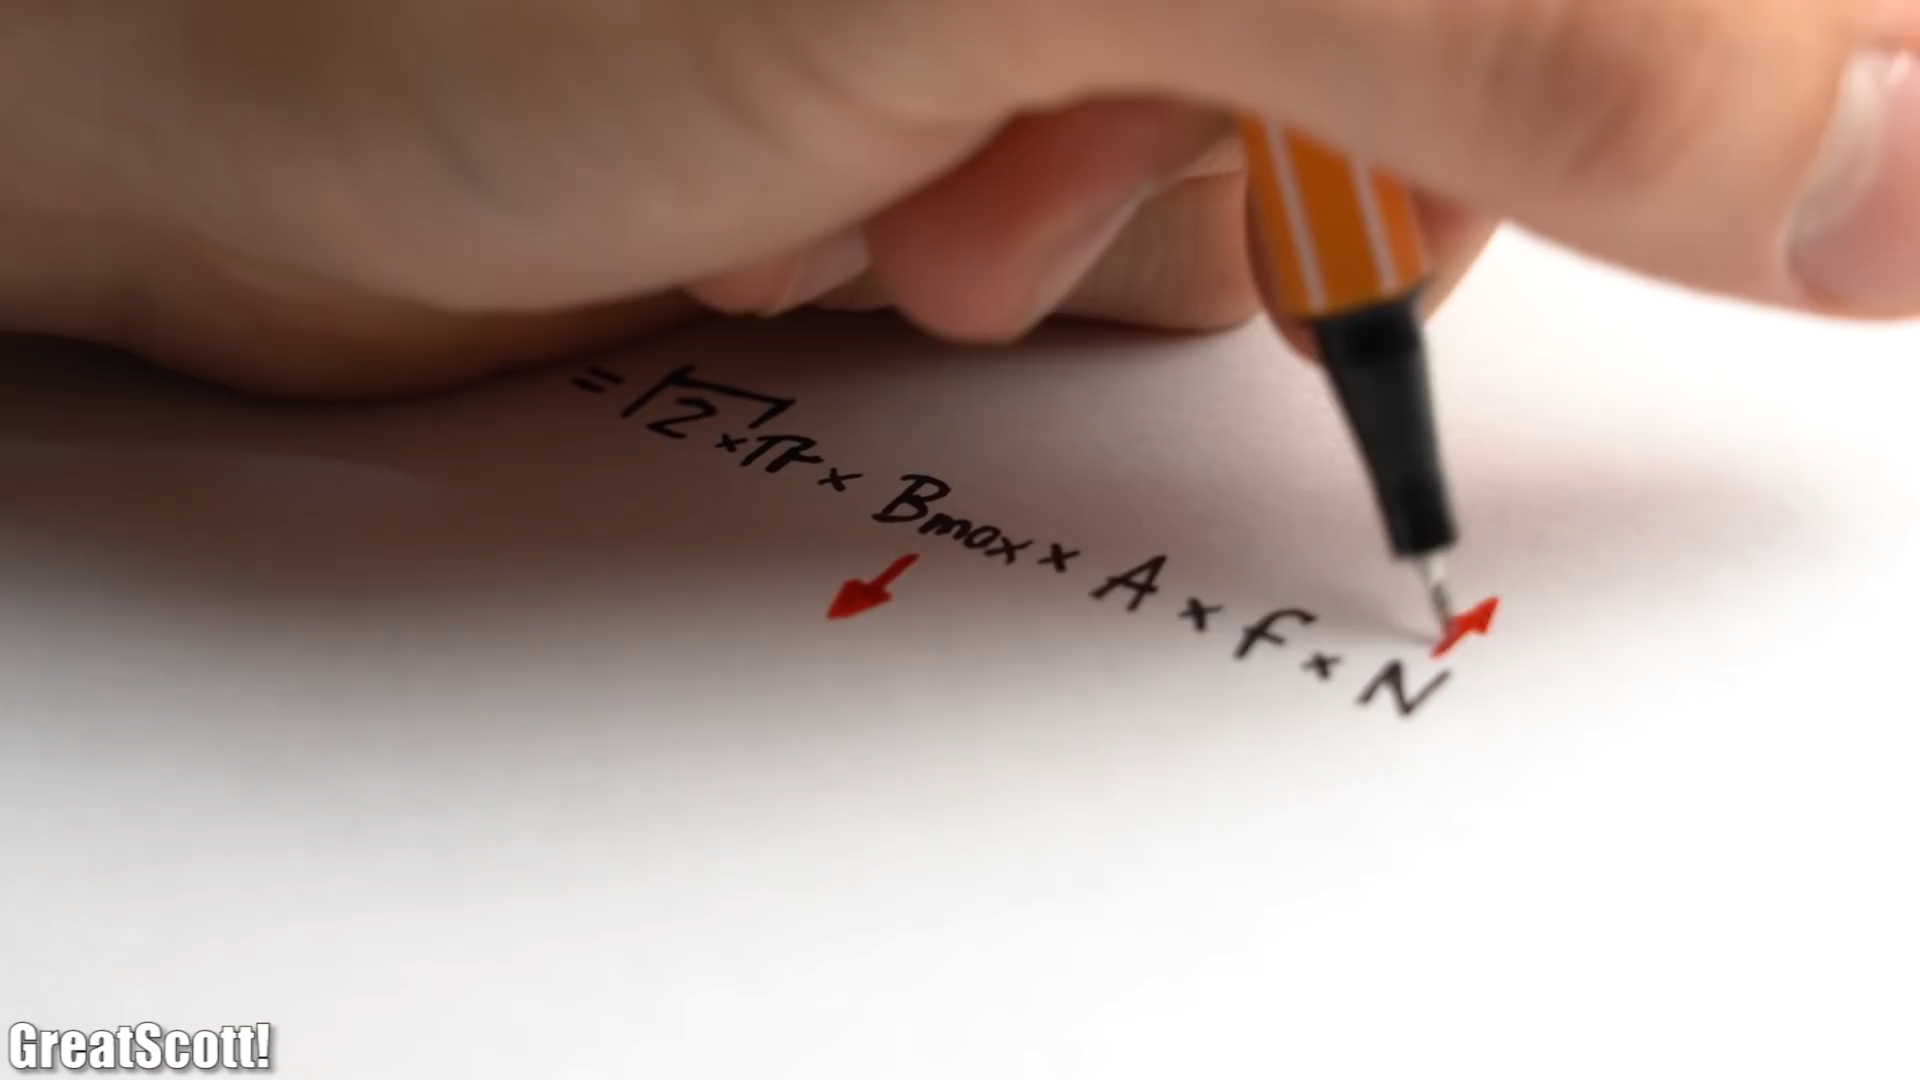 = √2 × π × Bmax × A × f × N
GreatScott!